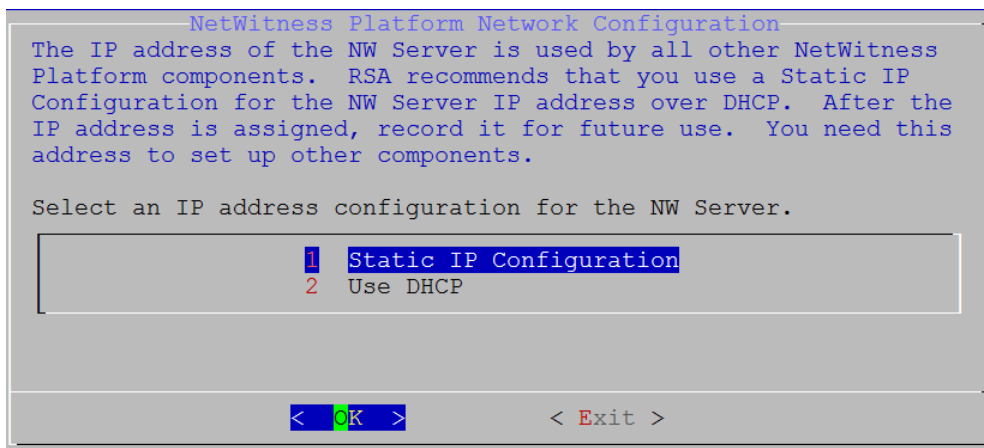 NetWitness Platform Network Configuration
The IP address of the NW Server is used by all other NetWitness
Platform components.  RSA recommends that you use a Static IP
Configuration for the NW Server IP address over DHCP.  After the
IP address is assigned, record it for future use.  You need this
address to set up other components.
Select an IP address configuration for the NW Server.
1  Static IP Configuration
2  Use DHCP
<  OK  >          < Exit >